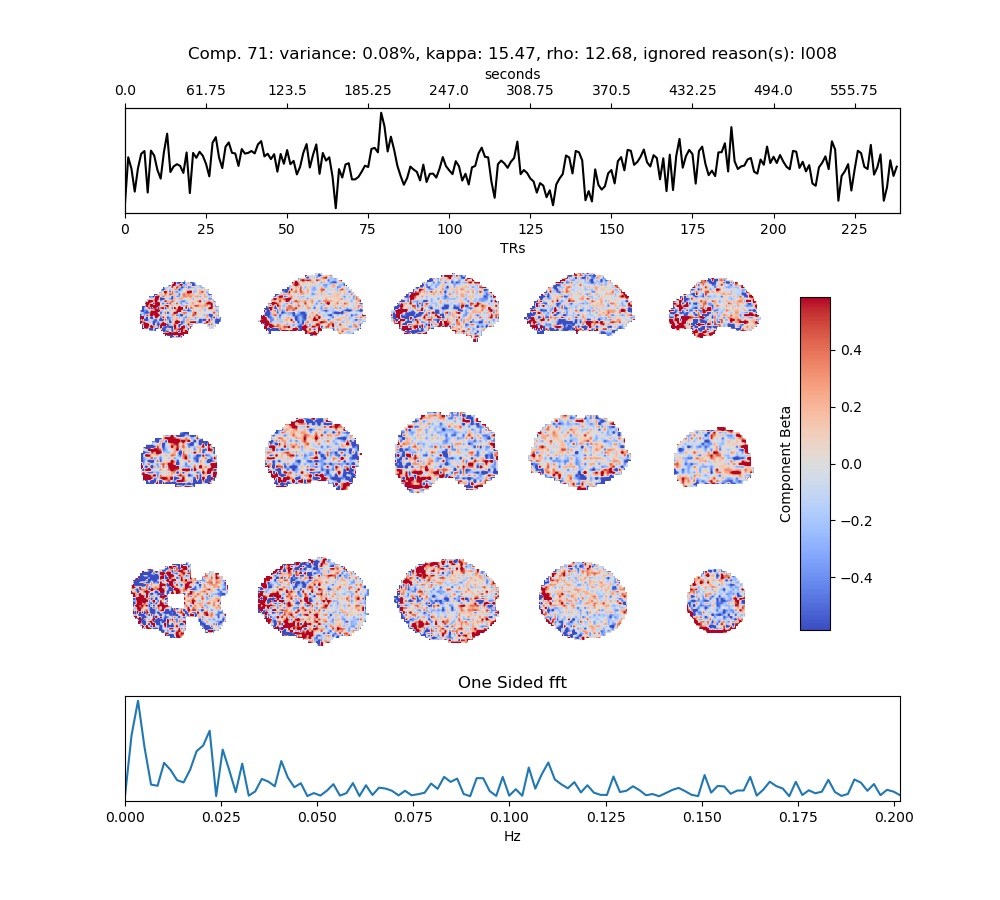 Comp. 71: variance: 0.08%, kappa: 15.47, rho: 12.68, ignored reason(s): I008
seconds
0.0 61.75 123.5 185.25 247.0 308.75 370.5 432.25 494.0 555.75
0 25 50 75 100 125 150 175 200 225
TRs
0.4
0.2
0.0
−0.2
−0.4
Component Beta
One Sided fft
0.000 0.025 0.050 0.075 0.100 0.125 0.150 0.175 0.200
Hz